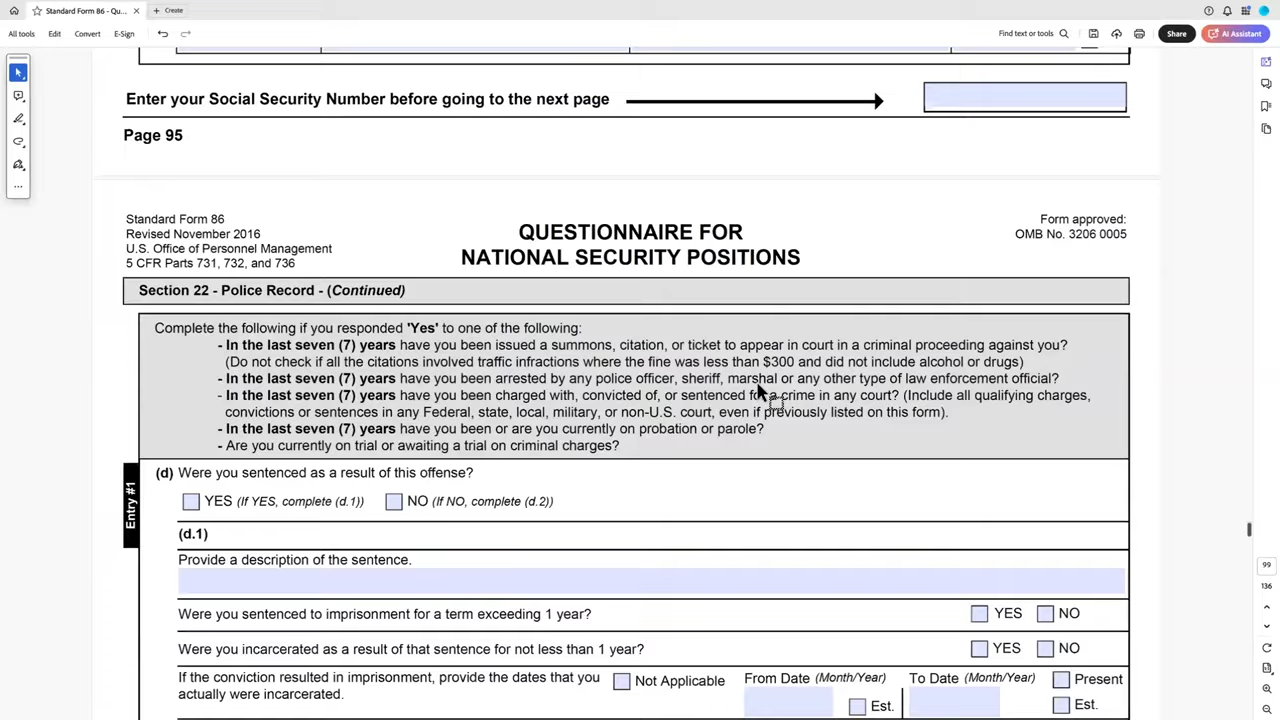 Standard Form 86 - Qu...
Create
All tools
Edit
Convert
E-Sign
Find text or tools
Share
AI Assistant
Enter your Social Security Number before going to the next page
Page 95
Standard Form 86
Revised November 2016
U.S. Office of Personnel Management
5 CFR Parts 731, 732, and 736
QUESTIONNAIRE FOR
NATIONAL SECURITY POSITIONS
Form approved:
OMB No. 3206 0005
Section 22 - Police Record - (Continued)
Complete the following if you responded 'Yes' to one of the following:
- In the last seven (7) years have you been issued a summons, citation, or ticket to appear in court in a criminal proceeding against you?
(Do not check if all the citations involved traffic infractions where the fine was less than $300 and did not include alcohol or drugs)
- In the last seven (7) years have you been arrested by any police officer, sheriff, marshal or any other type of law enforcement official?
- In the last seven (7) years have you been charged with, convicted of, or sentenced for a crime in any court? (Include all qualifying charges,
convictions or sentences in any Federal, state, local, military, or non-U.S. court, even if previously listed on this form).
- In the last seven (7) years have you been or are you currently on probation or parole?
- Are you currently on trial or awaiting a trial on criminal charges?
Entry #1
(d) Were you sentenced as a result of this offense?
YES (If YES, complete (d.1)) NO (If NO, complete (d.2))
(d.1)
Provide a description of the sentence.
Were you sentenced to imprisonment for a term exceeding 1 year? YES NO
Were you incarcerated as a result of that sentence for not less than 1 year? YES NO
If the conviction resulted in imprisonment, provide the dates that you
actually were incarcerated.
Not Applicable
From Date (Month/Year)
Est.
To Date (Month/Year)
Present
Est.
99
136